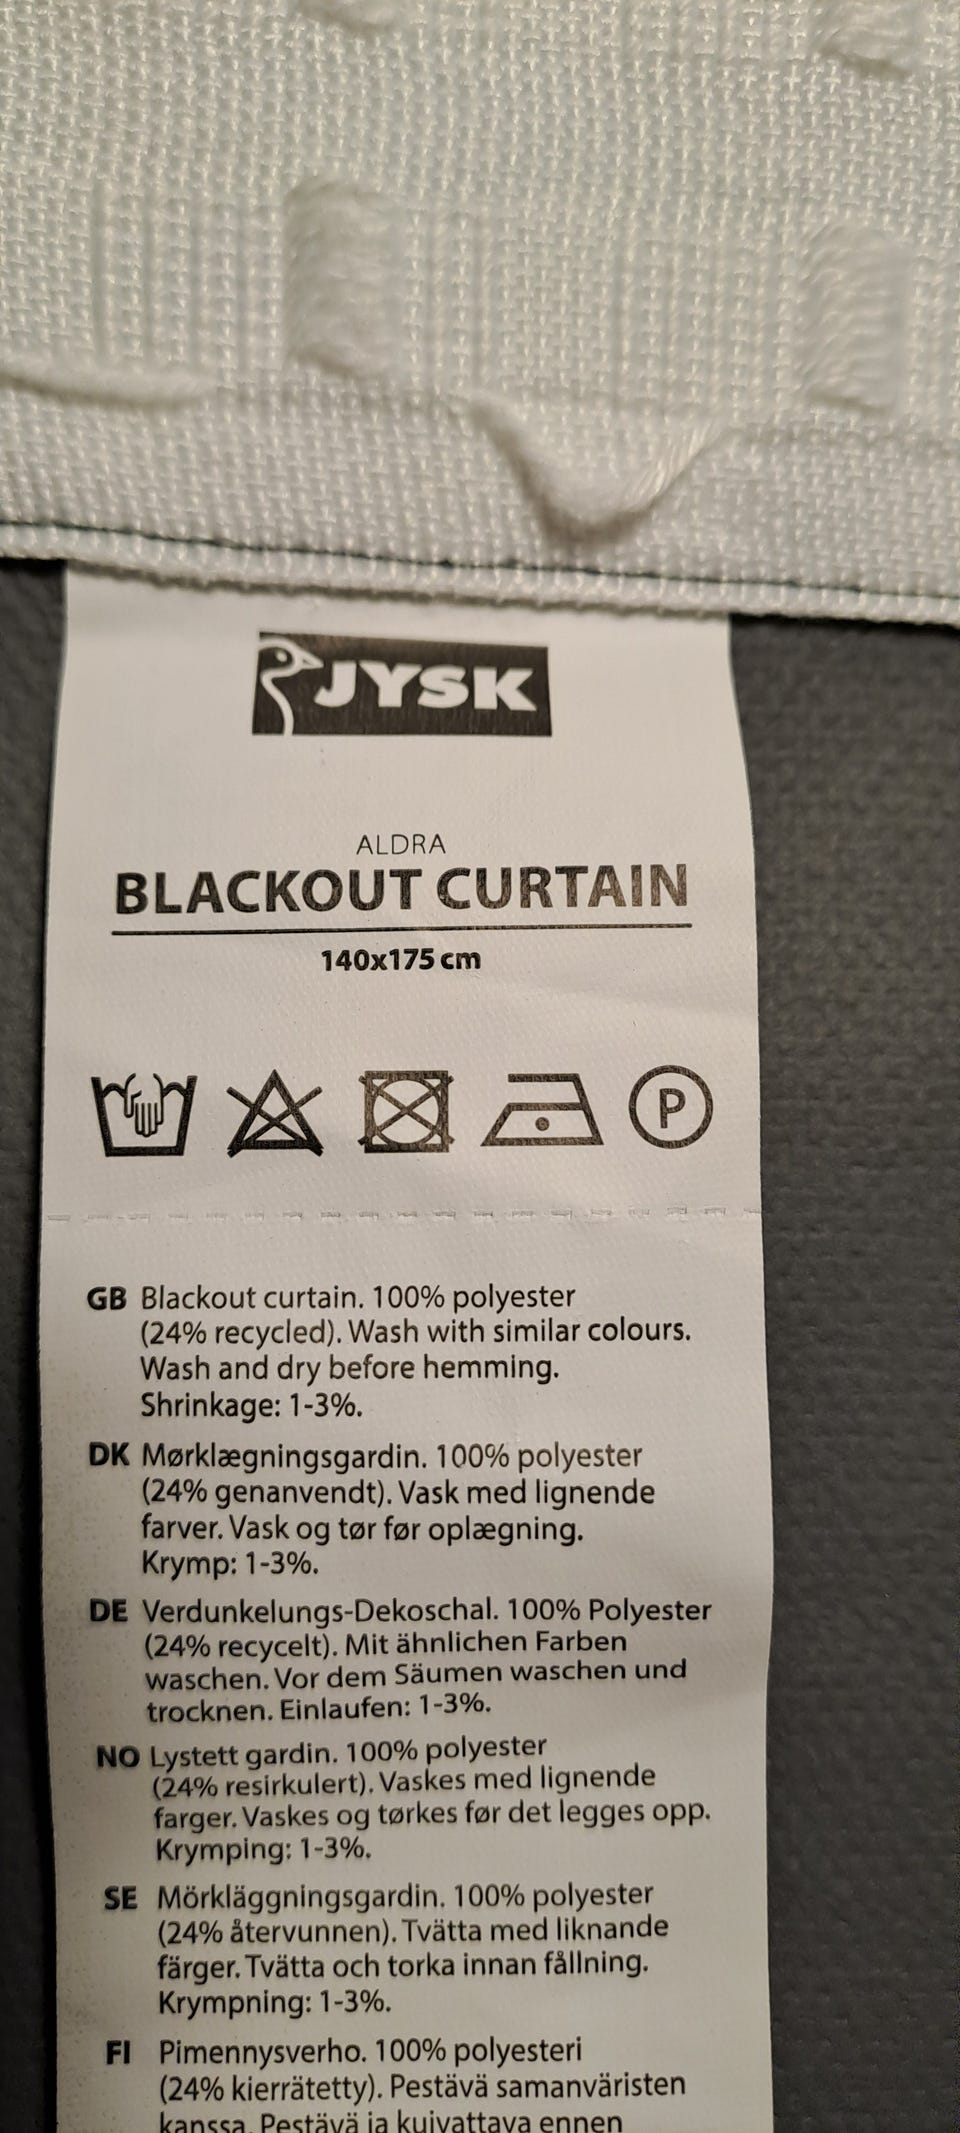 JYSK
ALDRA
BLACKOUT CURTAIN
140x175 cm
P
GB Blackout curtain. 100% polyester
(24% recycled). Wash with similar colours.
Wash and dry before hemming.
Shrinkage: 1-3%.
DK Mørklægningsgardin. 100% polyester
(24% genanvendt). Vask med lignende
farver. Vask og tør før oplægning.
Krymp: 1-3%.
DE Verdunkelungs-Dekoschal. 100% Polyester
(24% recycelt). Mit ähnlichen Farben
waschen. Vor dem Säumen waschen und
trocknen. Einlaufen: 1-3%.
NO Lystett gardin. 100% polyester
(24% resirkulert). Vaskes med lignende
farger. Vaskes og tørkes før det legges opp.
Krymping: 1-3%.
SE Mörkläggningsgardin. 100% polyester
(24% återvunnen). Tvätta med liknande
färger. Tvätta och torka innan fållning.
Krympning: 1-3%.
FI Pimennysverho. 100% polyesteri
(24% kierrätetty). Pestävä samanväristen
kanssa. Pestävä ja kuivattava ennen